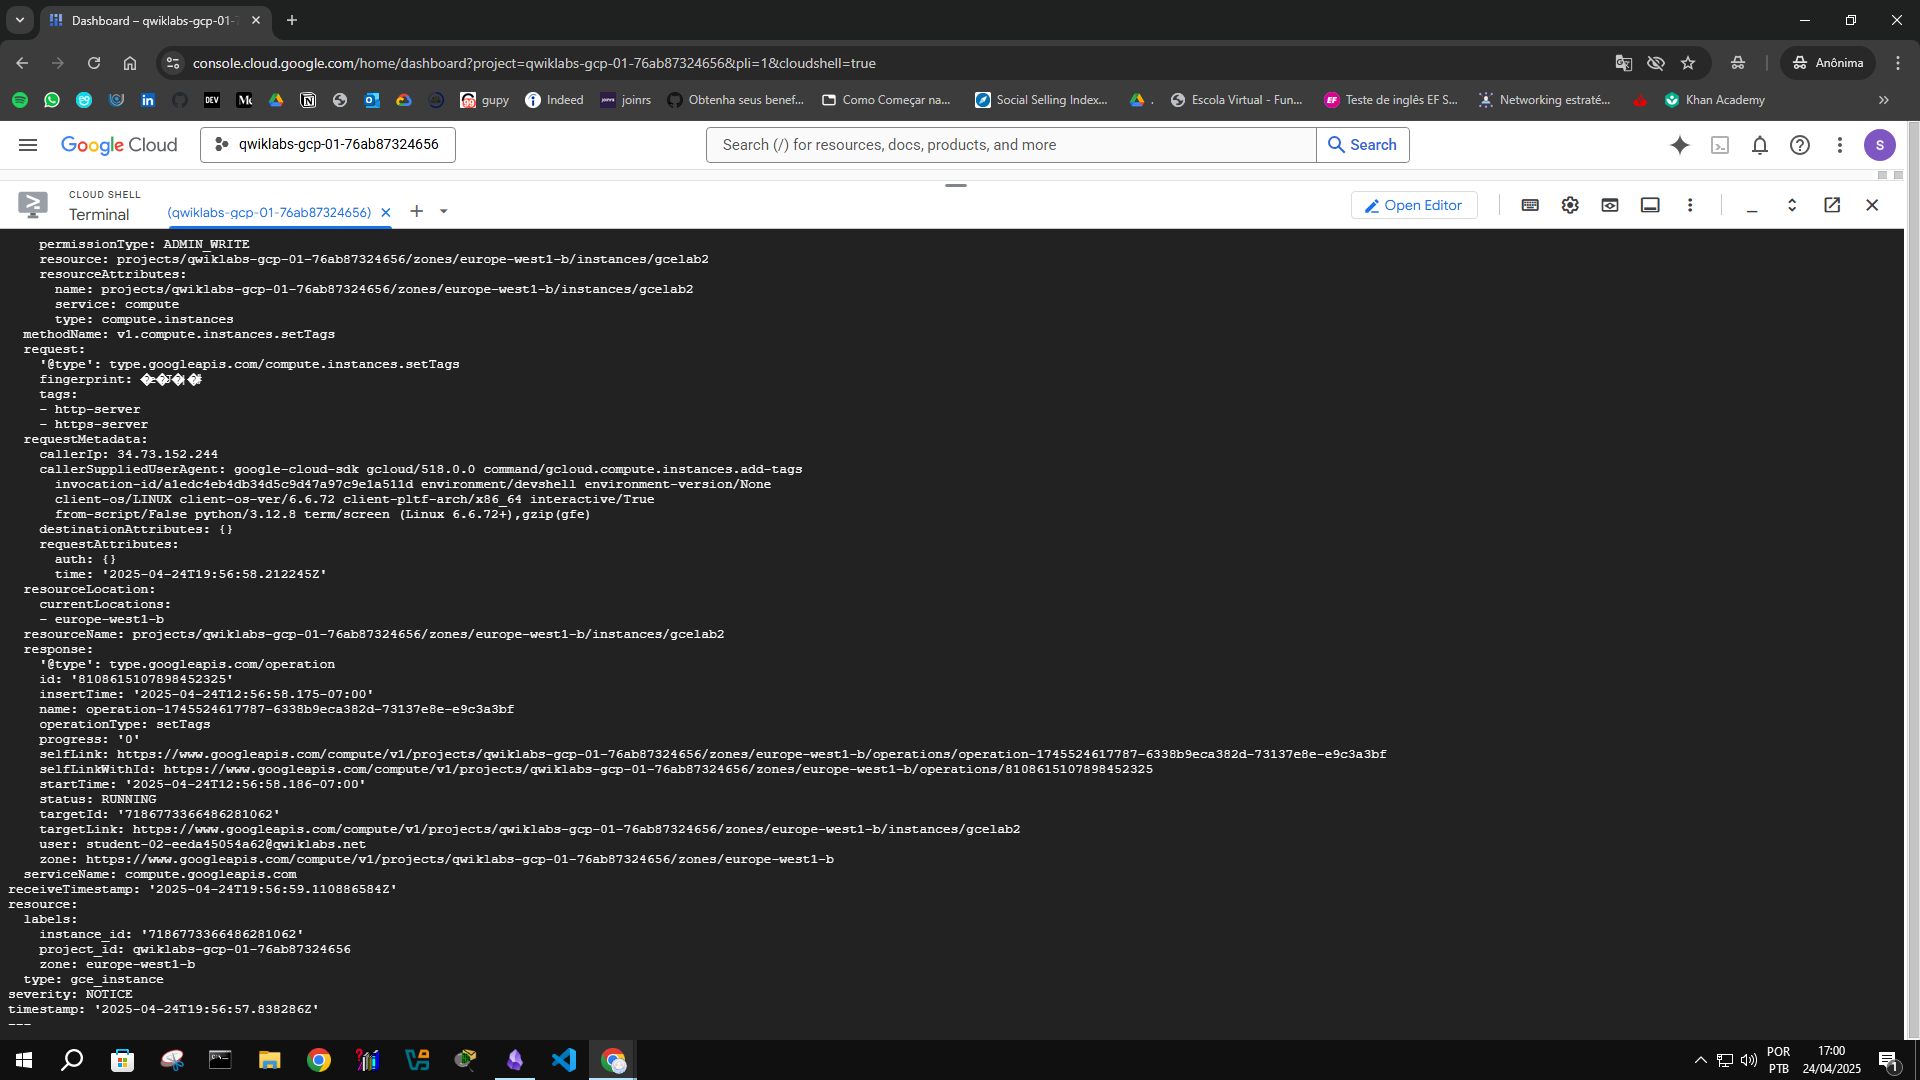 Dashboard – qwiklabs-gcp-01-7
console.cloud.google.com/home/dashboard?project=qwiklabs-gcp-01-76ab87324656&pli=1&cloudshell=true
Anônima
gupy
Indeed
joinrs
Obtenha seus benef...
Como Começar na...
Social Selling Index...
.
Escola Virtual - Fun...
Teste de inglês EF S...
Networking estraté...
Khan Academy
Google Cloud
qwiklabs-gcp-01-76ab87324656
Search (/) for resources, docs, products, and more
Search
S
CLOUD SHELL
Terminal
(qwiklabs-gcp-01-76ab87324656)
Open Editor
permissionType: ADMIN_WRITE
resource: projects/qwiklabs-gcp-01-76ab87324656/zones/europe-west1-b/instances/gcelab2
resourceAttributes:
name: projects/qwiklabs-gcp-01-76ab87324656/zones/europe-west1-b/instances/gcelab2
service: compute
type: compute.instances
methodName: v1.compute.instances.setTags
request:
'@type': type.googleapis.com/compute.instances.setTags
fingerprint:
tags:
- http-server
- https-server
requestMetadata:
callerIp: 34.73.152.244
callerSuppliedUserAgent: google-cloud-sdk gcloud/518.0.0 command/gcloud.compute.instances.add-tags
invocation-id/a1edc4eb4db34d5c9d47a97c9e1a511d environment/devshell environment-version/None
client-os/LINUX client-os-ver/6.6.72 client-pltf-arch/x86_64 interactive/True
from-script/False python/3.12.8 term/screen (Linux 6.6.72+),gzip(gfe)
destinationAttributes: {}
requestAttributes:
auth: {}
time: '2025-04-24T19:56:58.212245Z'
resourceLocation:
currentLocations:
- europe-west1-b
resourceName: projects/qwiklabs-gcp-01-76ab87324656/zones/europe-west1-b/instances/gcelab2
response:
'@type': type.googleapis.com/operation
id: '8108615107898452325'
insertTime: '2025-04-24T12:56:58.175-07:00'
name: operation-1745524617787-6338b9eca382d-73137e8e-e9c3a3bf
operationType: setTags
progress: '0'
selfLink: https://www.googleapis.com/compute/v1/projects/qwiklabs-gcp-01-76ab87324656/zones/europe-west1-b/operations/operation-1745524617787-6338b9eca382d-73137e8e-e9c3a3bf
selfLinkWithId: https://www.googleapis.com/compute/v1/projects/qwiklabs-gcp-01-76ab87324656/zones/europe-west1-b/operations/8108615107898452325
startTime: '2025-04-24T12:56:58.186-07:00'
status: RUNNING
targetId: '7186773366486281062'
targetLink: https://www.googleapis.com/compute/v1/projects/qwiklabs-gcp-01-76ab87324656/zones/europe-west1-b/instances/gcelab2
user: student-02-eeda45054a62@qwiklabs.net
zone: https://www.googleapis.com/compute/v1/projects/qwiklabs-gcp-01-76ab87324656/zones/europe-west1-b
serviceName: compute.googleapis.com
receiveTimestamp: '2025-04-24T19:56:59.110886584Z'
resource:
labels:
instance_id: '7186773366486281062'
project_id: qwiklabs-gcp-01-76ab87324656
zone: europe-west1-b
type: gce_instance
severity: NOTICE
timestamp: '2025-04-24T19:56:57.838286Z'
---
POR
PTB
17:00
24/04/2025
1